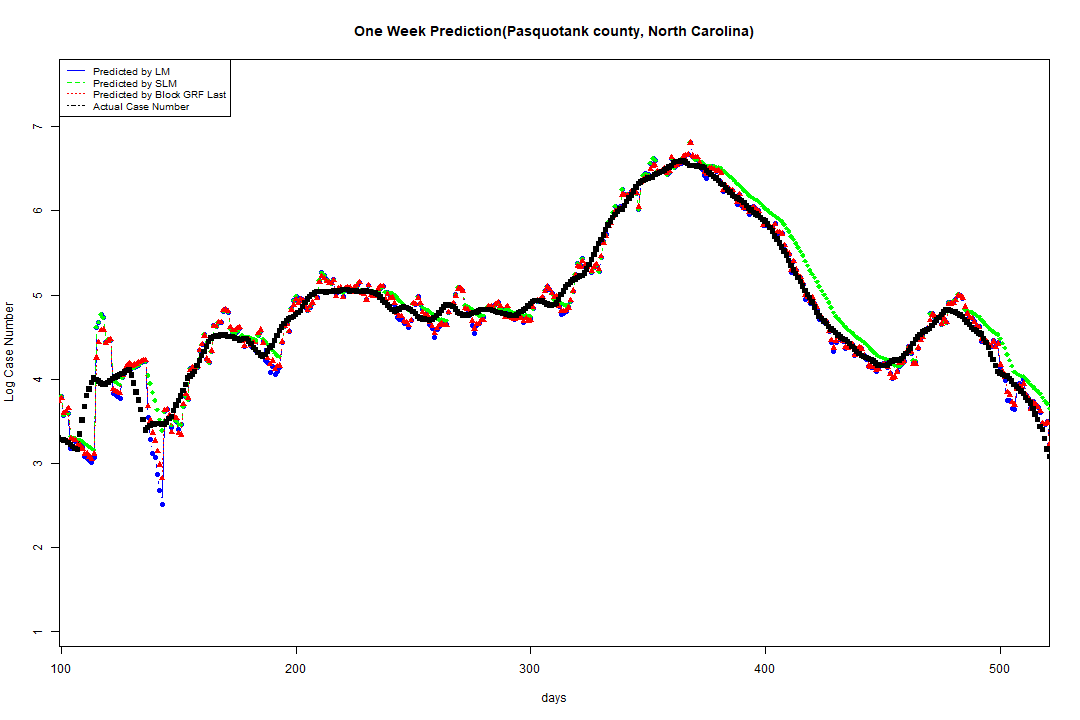 One Week Prediction(Pasquotank county, North Carolina)
Predicted by LM
Predicted by SLM
Predicted by Block GRF Last
Actual Case Number
7
6
5
4
3
2
1
Log Case Number
100 200 300 400 500
days